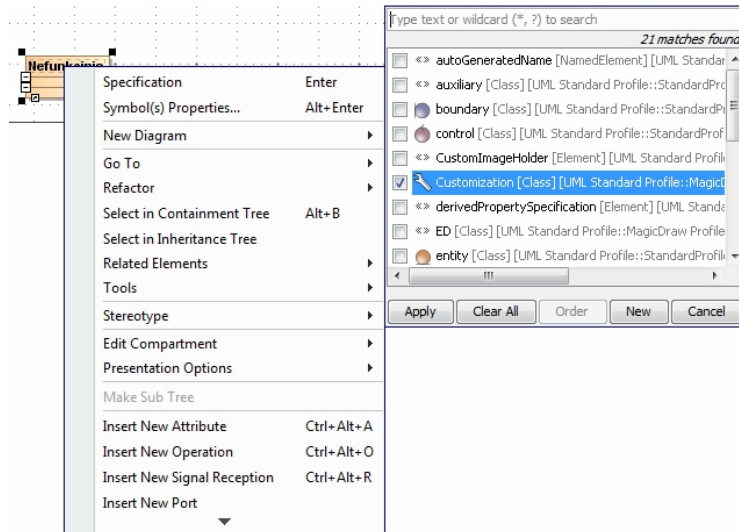 Type text or wildcard (*, ?) to search
21 matches found
«» autoGeneratedName [NamedElement] [UML Standar
«» auxiliary [Class] [UML Standard Profile::StandardPro
boundary [Class] [UML Standard Profile::StandardPr
control [Class] [UML Standard Profile::StandardProf
«» CustomImageHolder [Element] [UML Standard Profil
Customization [Class] [UML Standard Profile::MagicD
«» derivedPropertySpecification [Element] [UML Standa
«» ED [Class] [UML Standard Profile::MagicDraw Profile
entity [Class] [UML Standard Profile::StandardProfil
Apply Clear All Order New Cancel
Specification Enter
Symbol(s) Properties... Alt+Enter
New Diagram
Go To
Refactor
Select in Containment Tree Alt+B
Select in Inheritance Tree
Related Elements
Tools
Stereotype
Edit Compartment
Presentation Options
Make Sub Tree
Insert New Attribute Ctrl+Alt+A
Insert New Operation Ctrl+Alt+O
Insert New Signal Reception Ctrl+Alt+R
Insert New Port